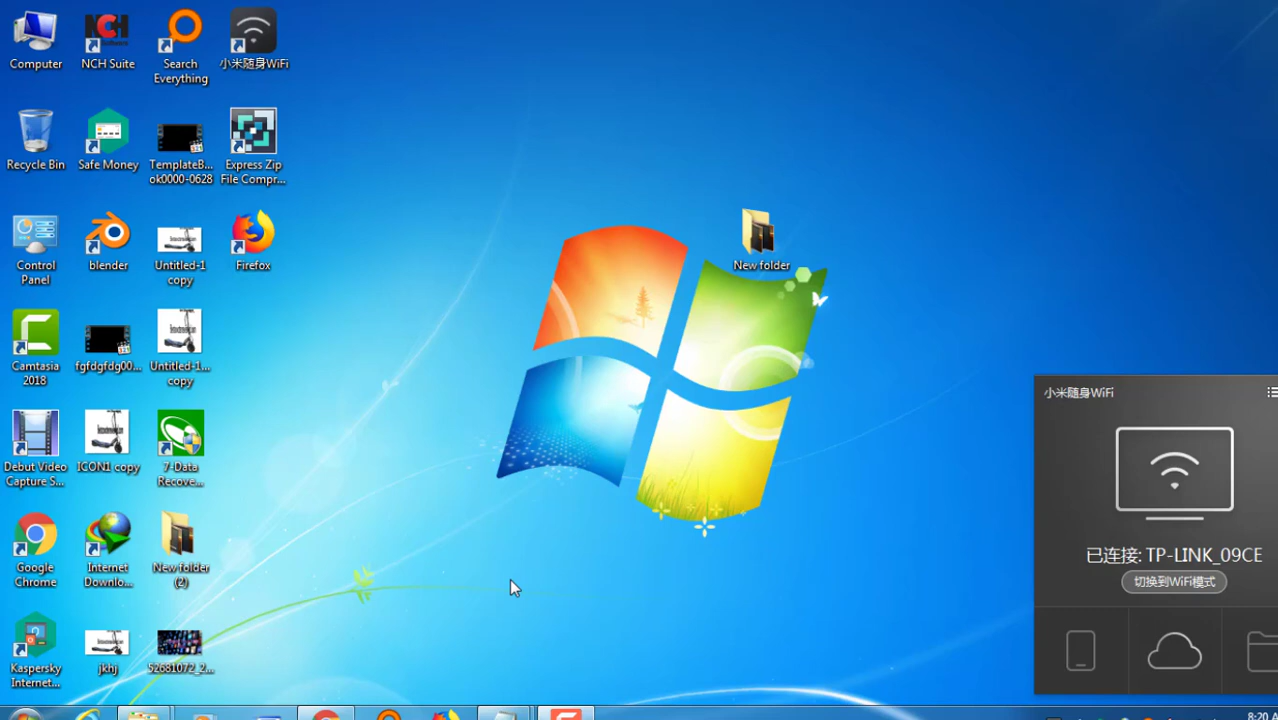 Computer
NCH Suite
Search
Everything
小米随身WiFi
Recycle Bin
Safe Money
TemplateB...
ok0000-0628
Express Zip
File Compr...
Control
Panel
blender
Untitled-1
copy
Firefox
New folder
Camtasia
2018
fgfdgfdg00...
Untitled-1...
copy
Debut Video
Capture S...
ICON1 copy
7-Data
Recove...
Google
Chrome
Internet
Downlo...
New folder
(2)
Kaspersky
Internet...
jkhj
52681072_2...
小米随身WiFi
已连接: TP-LINK_09CE
切换到WiFi模式
8:20 A